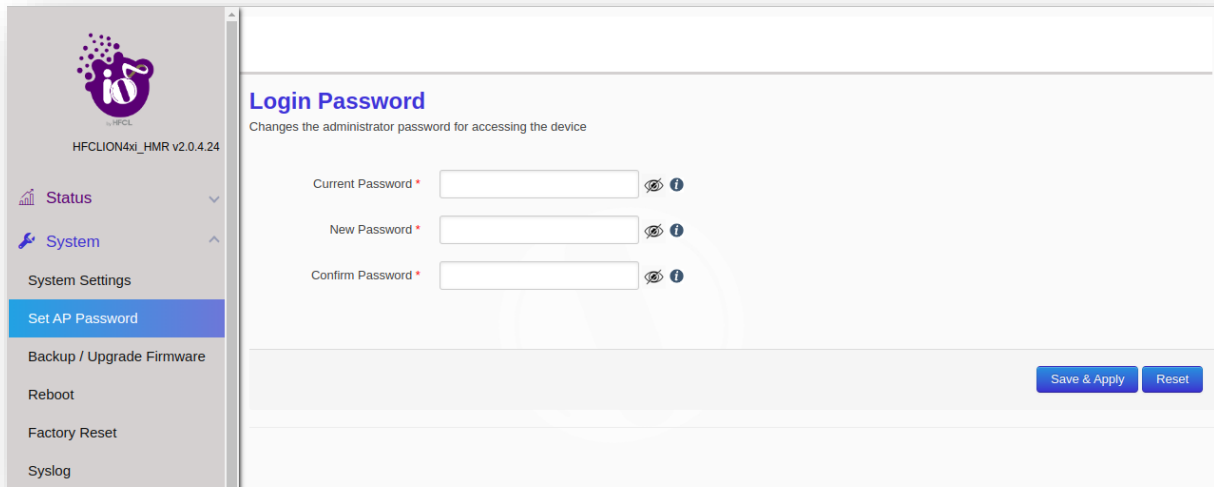 io
by HFCL
HFCLION4xi_HMR v2.0.4.24
Status
System
System Settings
Set AP Password
Backup / Upgrade Firmware
Reboot
Factory Reset
Syslog
Login Password
Changes the administrator password for accessing the device
Current Password *
New Password *
Confirm Password *
Save & Apply
Reset